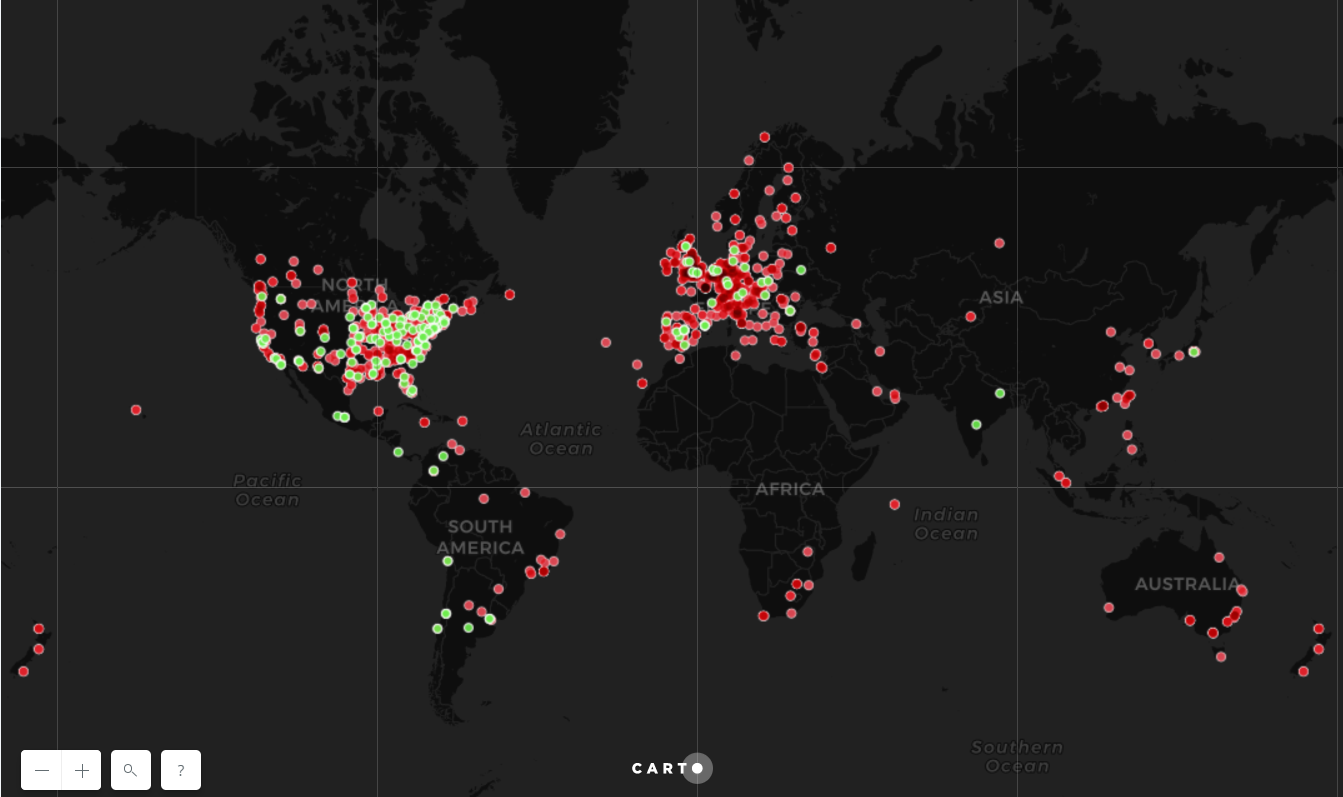 NORTH
AMERICA
ASIA
Atlantic
Ocean
Pacific
Ocean
AFRICA
Indian
Ocean
SOUTH
AMERICA
AUSTRALIA
Southern
Ocean
CARTO
?